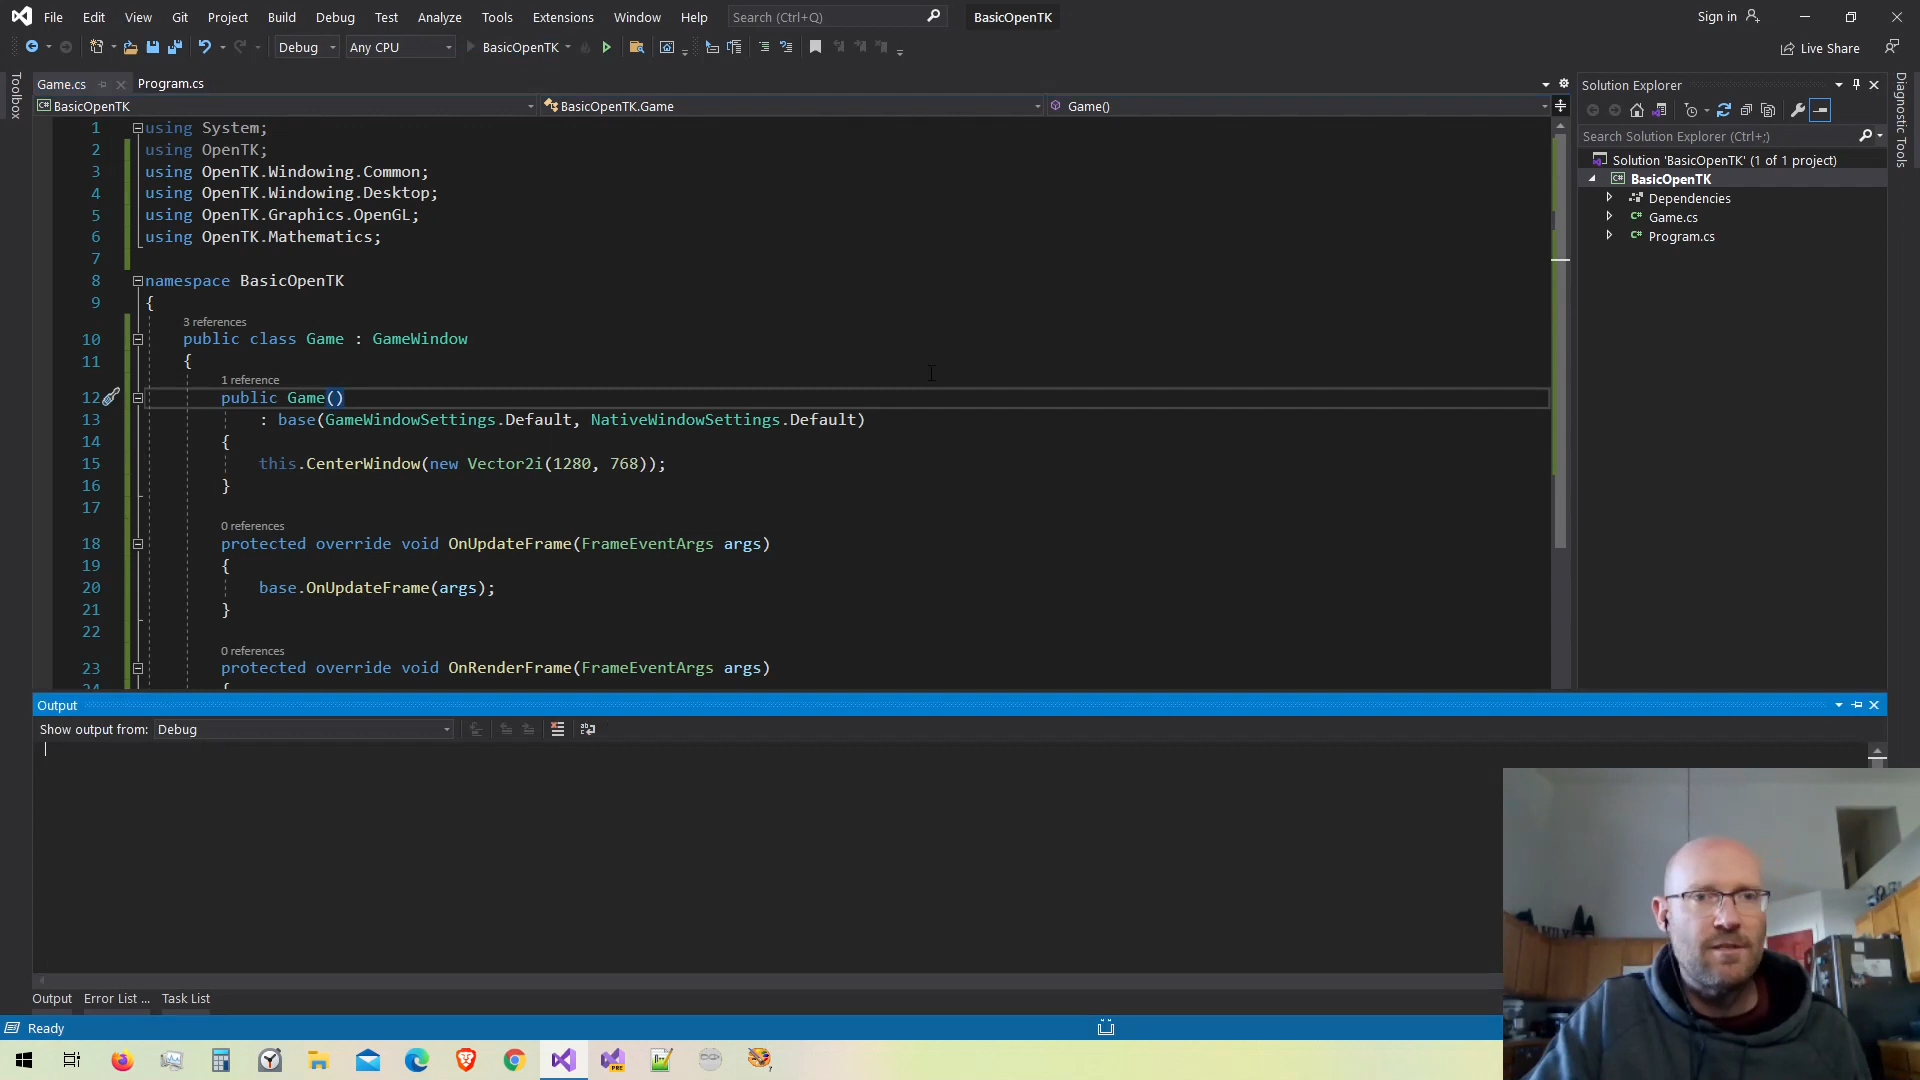 File Edit View Git Project Build Debug Test Analyze Tools Extensions Window Help Search (Ctrl+Q) BasicOpenTK Sign in
Debug Any CPU BasicOpenTK Live Share
Game.cs Program.cs
BasicOpenTK BasicOpenTK.Game Game()
Toolbox
1 using System;
2 using OpenTK;
3 using OpenTK.Windowing.Common;
4 using OpenTK.Windowing.Desktop;
5 using OpenTK.Graphics.OpenGL;
6 using OpenTK.Mathematics;
7
8 namespace BasicOpenTK
9 {
3 references
10 public class Game : GameWindow
11 {
1 reference
12 public Game()
13 : base(GameWindowSettings.Default, NativeWindowSettings.Default)
14 {
15 this.CenterWindow(new Vector2i(1280, 768));
16 }
17
0 references
18 protected override void OnUpdateFrame(FrameEventArgs args)
19 {
20 base.OnUpdateFrame(args);
21 }
22
0 references
23 protected override void OnRenderFrame(FrameEventArgs args)
24 {
Solution Explorer
Search Solution Explorer (Ctrl+;)
Solution 'BasicOpenTK' (1 of 1 project)
C# BasicOpenTK
Dependencies
C# Game.cs
C# Program.cs
Diagnostic Tools
Output
Show output from: Debug
Output Error List ... Task List
Ready
PRE